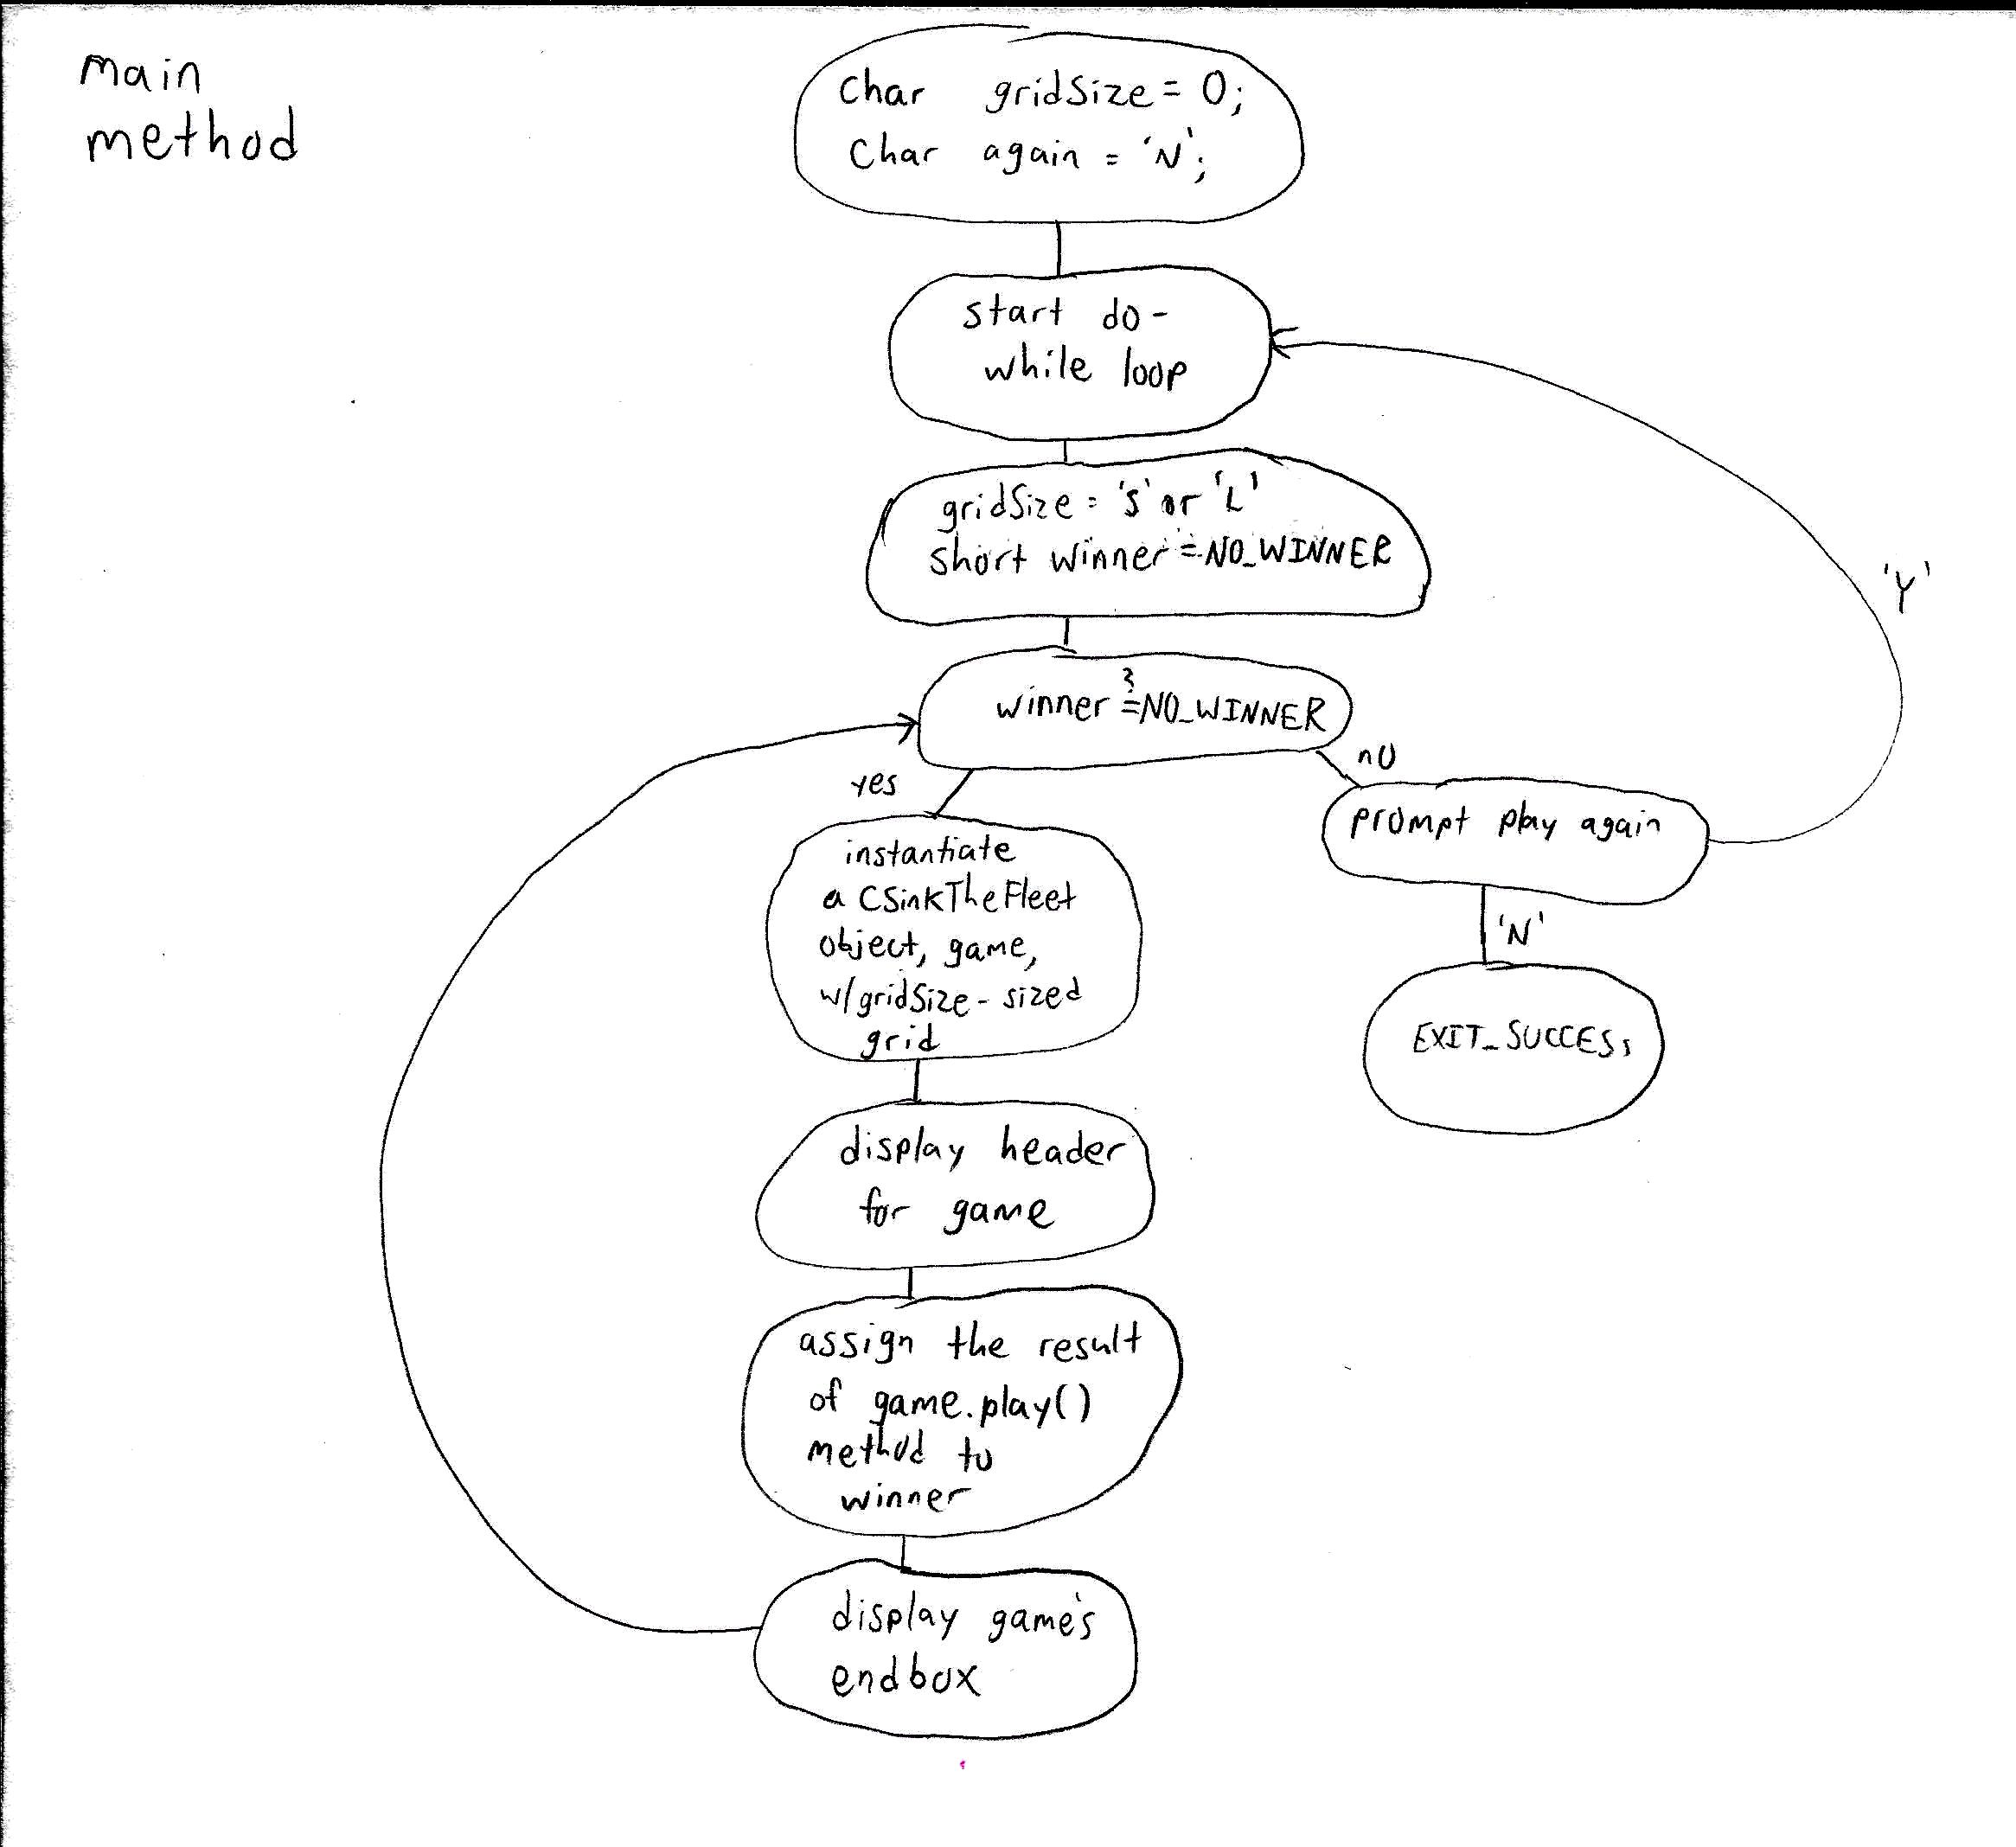 main
method
Char gridSize = 0;
Char again = 'N';
start do-
while loop
gridSize = 'S' or 'L'
short winner = NO_WINNER
'Y'
winner ?= NO_WINNER
yes
no
prompt play again
instantiate
a CSinkTheFleet
object, game,
w/gridSize-sized
grid
'N'
EXIT_SUCCESS
display header
for game
assign the result
of game.play()
method to
winner
display game's
endbox